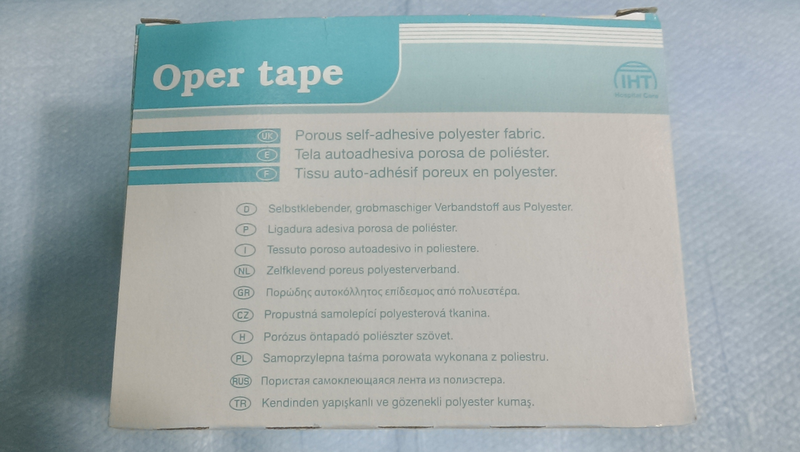 Oper tape
IHT
Hospital Care
UK Porous self-adhesive polyester fabric.
E Tela autoadhesiva porosa de poliéster.
F Tissu auto-adhésif poreux en polyester.
D Selbstklebender, grobmaschiger Verbandstoff aus Polyester.
P Ligadura adesiva porosa de poliéster.
I Tessuto poroso autoadesivo in poliestere.
NL Zelfklevend poreus polyesterverband.
GR Πορώδης αυτοκόλλητος επίδεσμος από πολυεστέρα.
CZ Propustná samolepící polyesterová tkanina.
H Porózus öntapadó poliészter szövet.
PL Samoprzylepna taśma porowata wykonana z poliestru.
RUS Пористая самоклеющаяся лента из полиэстера.
TR Kendinden yapışkanlı ve gözenekli polyester kumaş.